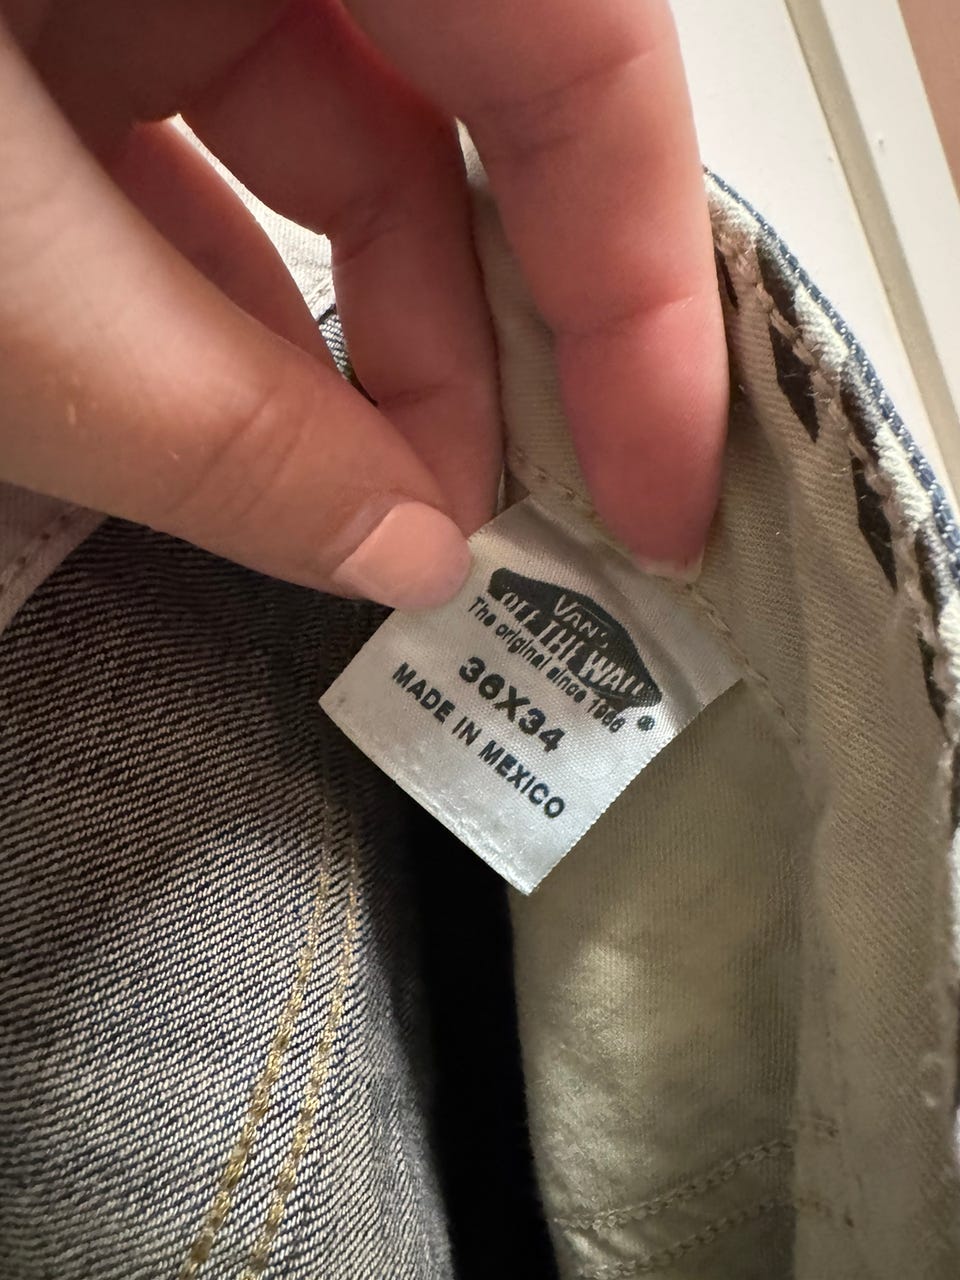 VANS
OFF THE WALL
The original since 1966
36X34
MADE IN MEXICO